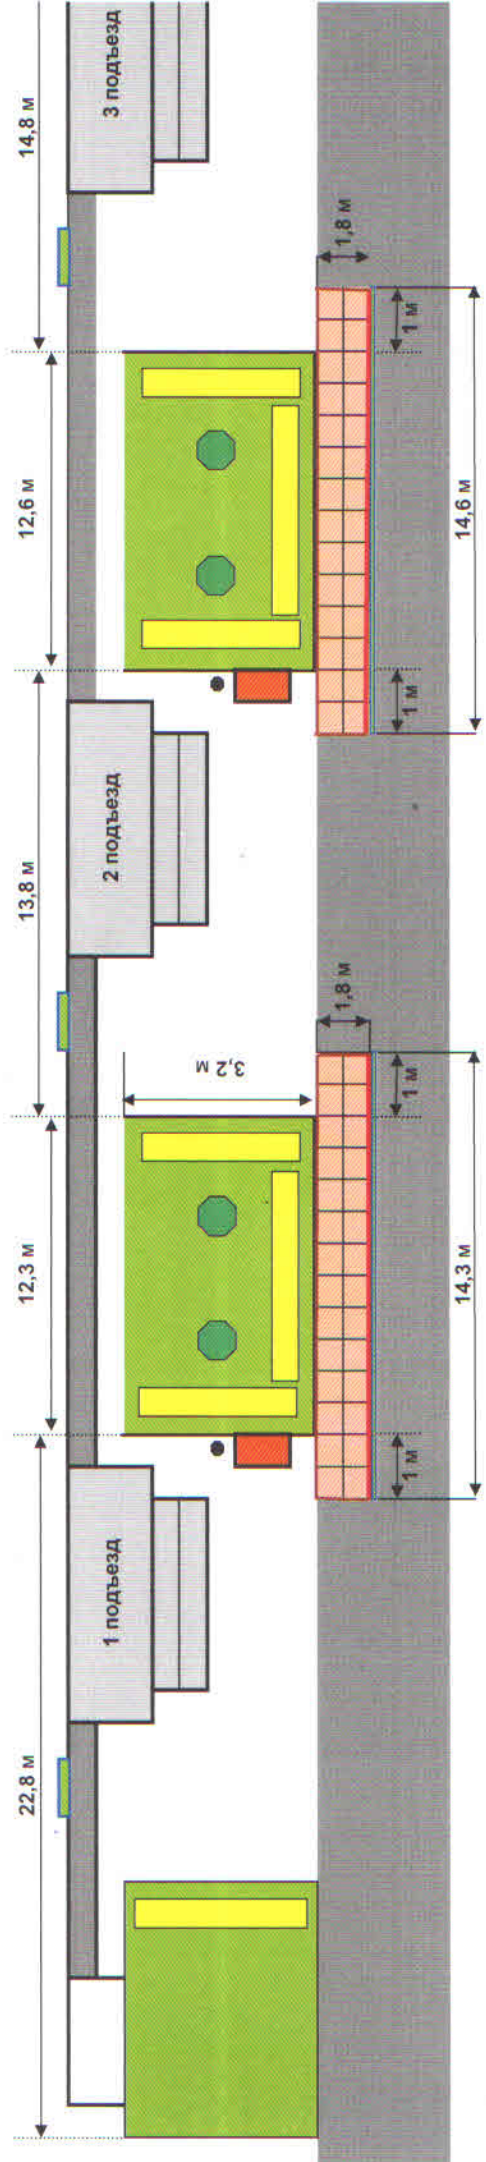 22,8 м
12,3 м
13,8 м
12,6 м
14,8 м
1 подъезд
2 подъезд
3 подъезд
3,2 м
1,8 м
1,8 м
1 м
1 м
1 м
1 м
14,3 м
14,6 м